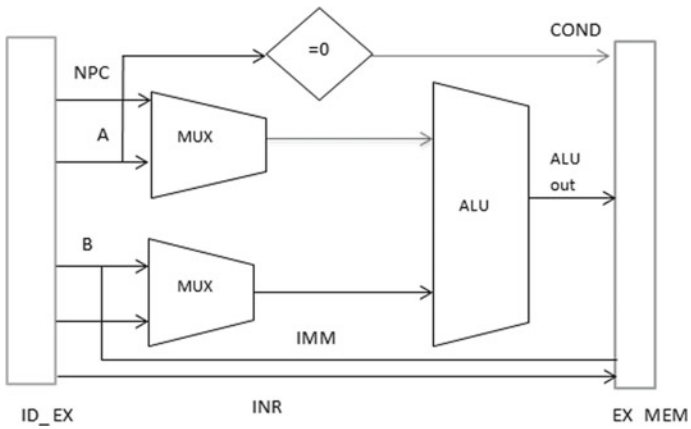 COND
=0
NPC
MUX
A
ALU
out
ALU
B
MUX
IMM
INR
ID_EX
EX MEM